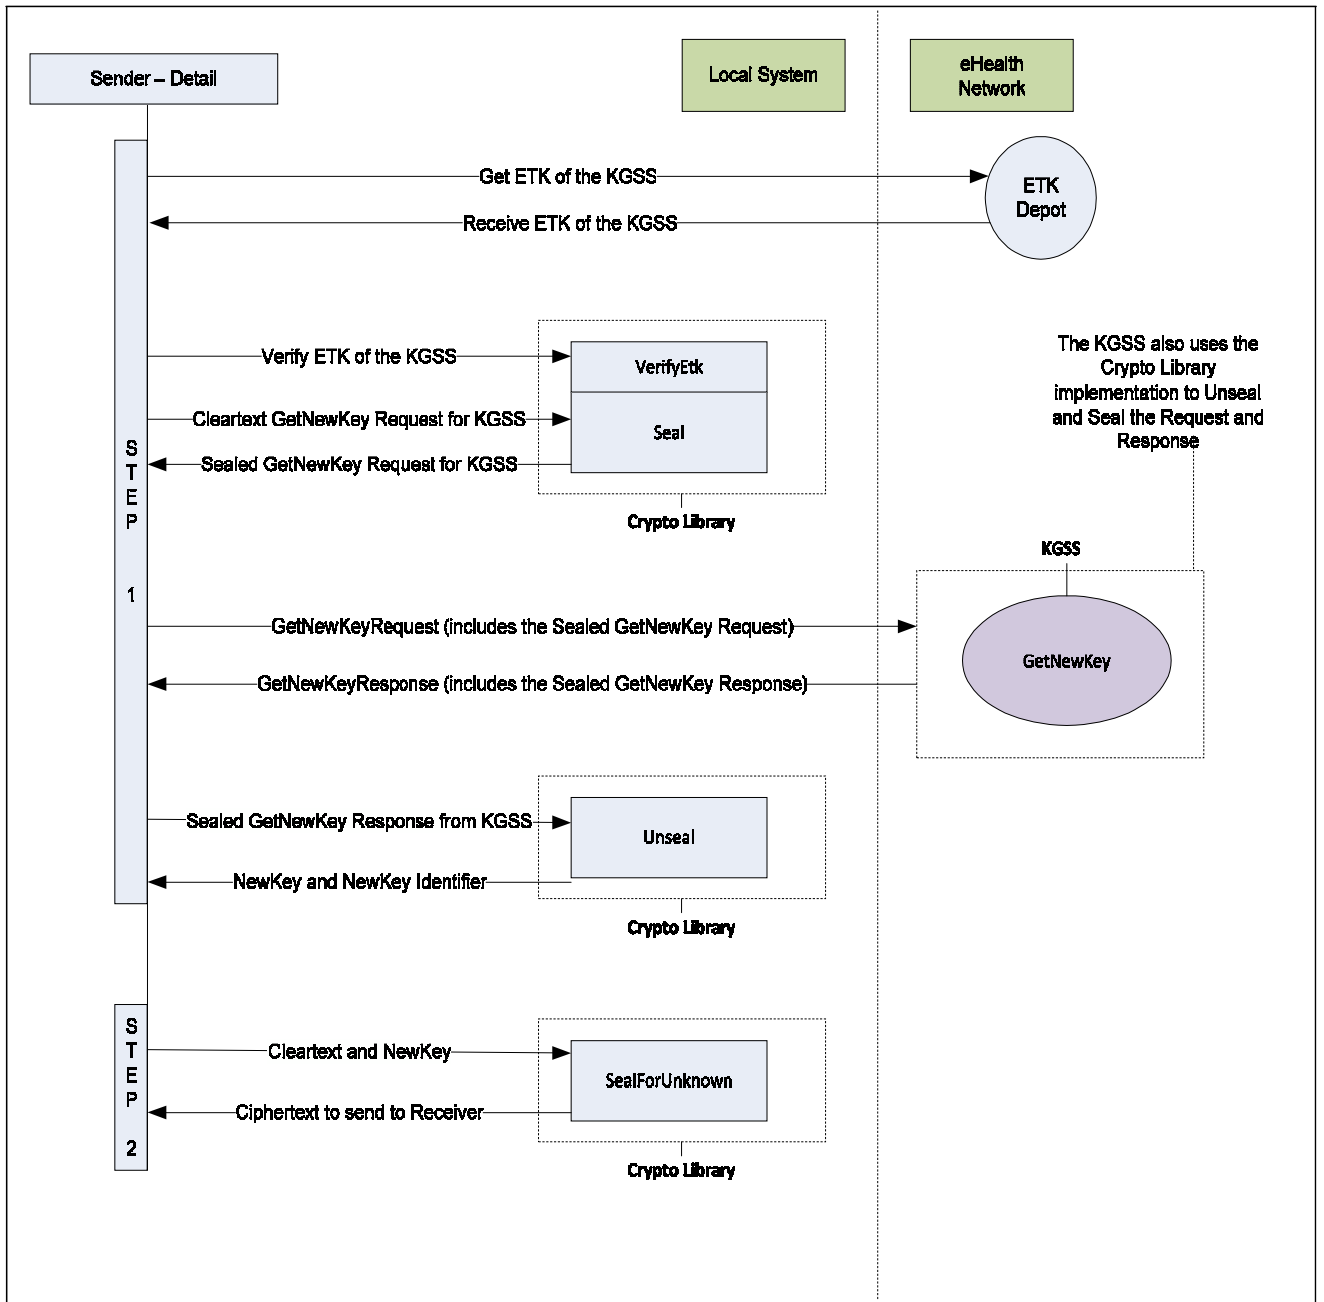 Sender – Detail
Local System
eHealth
Network
Get ETK of the KGSS
ETK
Depot
Receive ETK of the KGSS
The KGSS also uses the
Crypto Library
implementation to Unseal
and Seal the Request and
Response
Verify ETK of the KGSS
VerifyEtk
Cleartext GetNewKey Request for KGSS
Seal
Sealed GetNewKey Request for KGSS
Crypto Library
S
T
E
P
1
KGSS
GetNewKeyRequest (includes the Sealed GetNewKey Request)
GetNewKey
GetNewKeyResponse (includes the Sealed GetNewKey Response)
Sealed GetNewKey Response from KGSS
Unseal
NewKey and NewKey Identifier
Crypto Library
S
T
E
P
2
Cleartext and NewKey
SealForUnknown
Ciphertext to send to Receiver
Crypto Library